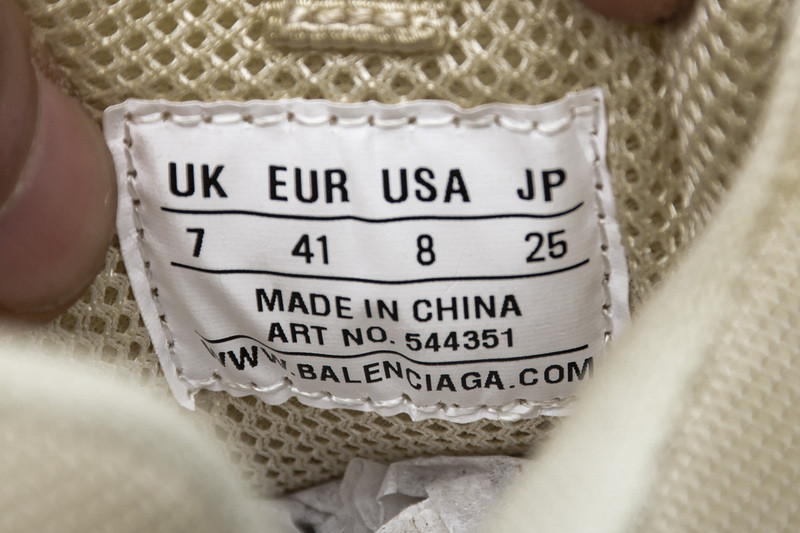 UK EUR USA JP
7 41 8 25
MADE IN CHINA
ART NO. 544351
WWW.BALENCIAGA.COM